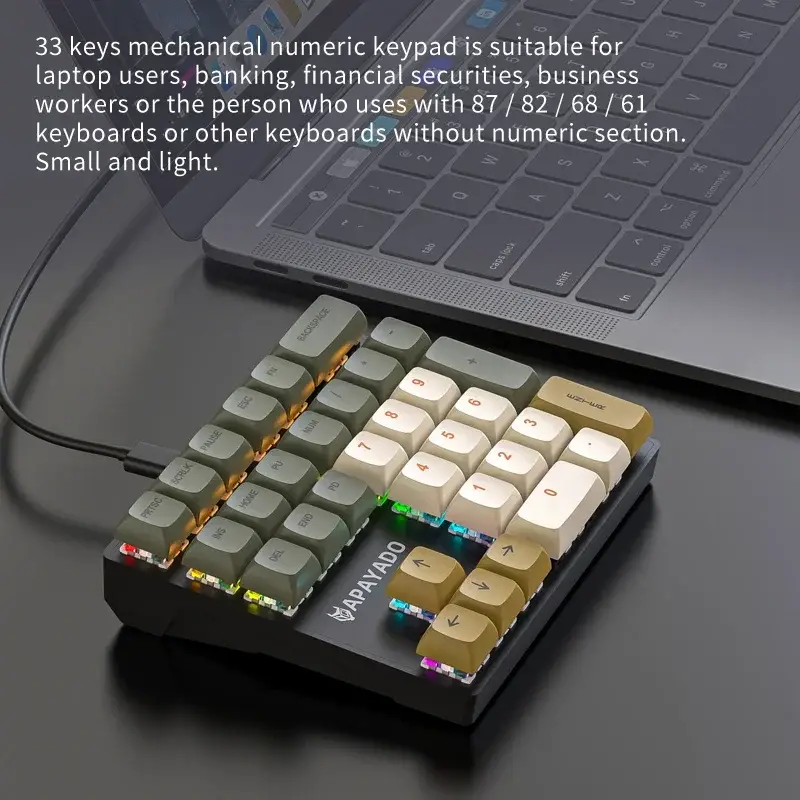 33 keys mechanical numeric keypad is suitable for
laptop users, banking, financial securities, business
workers or the person who uses with 87 / 82 / 68 / 61
keyboards or other keyboards without numeric section.
Small and light.
BACKSPACE
FN
ESC
PAUSE
SCRLK
PRTSC
-
*
/
NUM
PU
HOME
INS
PD
END
DEL
+
9
8
7
6
5
4
3
2
1
ENTER
.
0
↑
→
↓
←
APAYADO
tab
caps lock
shift
fn
control
option
command
Q
W
A
S
Z
X
1
2